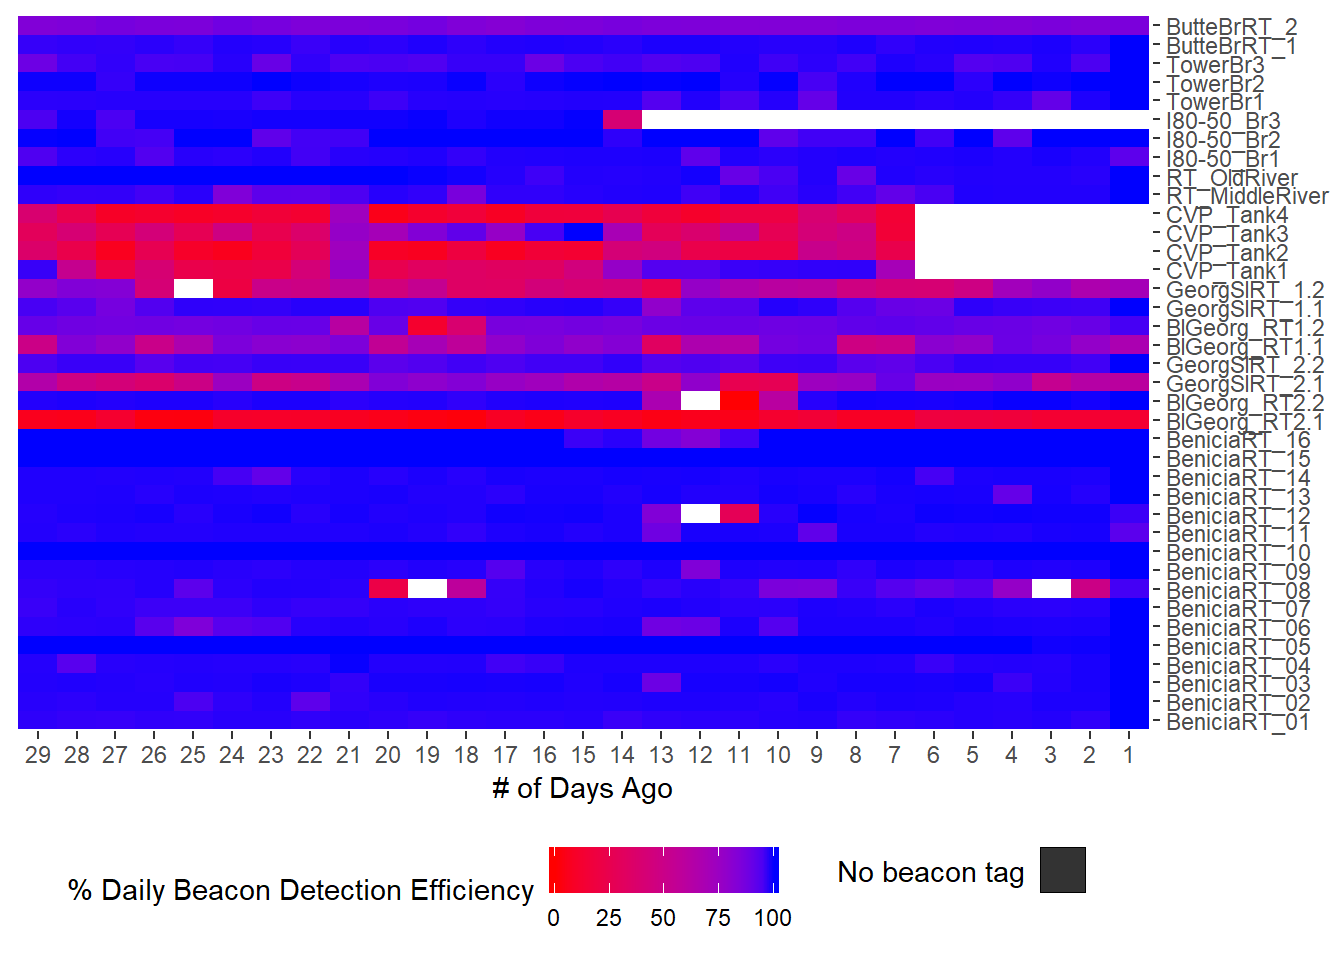 ButteBrRT_2
ButteBrRT_1
TowerBr3
TowerBr2
TowerBr1
I80-50_Br3
I80-50_Br2
I80-50_Br1
RT_OldRiver
RT_MiddleRiver
CVP_Tank4
CVP_Tank3
CVP_Tank2
CVP_Tank1
GeorgSlRT_1.2
GeorgSlRT_1.1
BlGeorg_RT1.2
BlGeorg_RT1.1
GeorgSlRT_2.2
GeorgSlRT_2.1
BlGeorg_RT2.2
BlGeorg_RT2.1
BeniciaRT_16
BeniciaRT_15
BeniciaRT_14
BeniciaRT_13
BeniciaRT_12
BeniciaRT_11
BeniciaRT_10
BeniciaRT_09
BeniciaRT_08
BeniciaRT_07
BeniciaRT_06
BeniciaRT_05
BeniciaRT_04
BeniciaRT_03
BeniciaRT_02
BeniciaRT_01
29 28 27 26 25 24 23 22 21 20 19 18 17 16 15 14 13 12 11 10 9 8 7 6 5 4 3 2 1
# of Days Ago
% Daily Beacon Detection Efficiency
0 25 50 75 100
No beacon tag